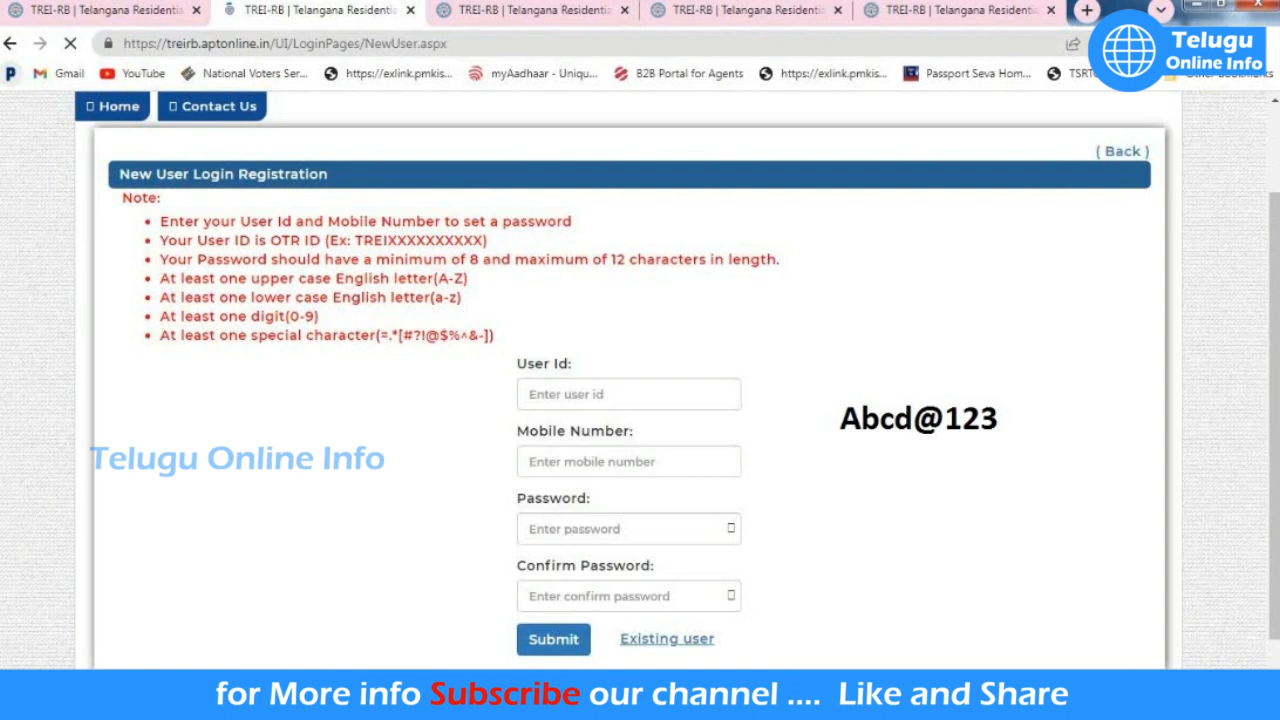 TREI-RB | Telangana Residentia × TREI-RB | Telangana Residentia × TREI-RB | Telangana Residentia × TREI-RB | Telangana Residentia × TREI-RB | Telangana Residentia ×
https://treirb.aptonline.in/UI/LoginPages/NewUser.aspx
Telugu
Online Info
Gmail YouTube National Voters Ser... https://exlink.pmkis... myAadhaar - Uniqu... B2B Portal for Agents https://exlink.pmkis... Passport Seva Hom...
Home Contact Us
( Back )
New User Login Registration
Note:
• Enter your User Id and Mobile Number to set a password
• Your User ID is OTR ID (Ex: TREIXXXXXXXXXX)
• Your Password should have a minimum of 8 and maximum of 12 characters in length.
• At least one upper case English letter(A-Z)
• At least one lower case English letter(a-z)
• At least one digit(0-9)
• At least one special character(=.*[#?!@$%^&-])
User Id:
Enter user id
Abcd@123
Mobile Number:
Telugu Online Info
Enter mobile number
Password:
Enter password
Confirm Password:
Enter confirm password
Submit Existing user
for More info Subscribe our channel .... Like and Share